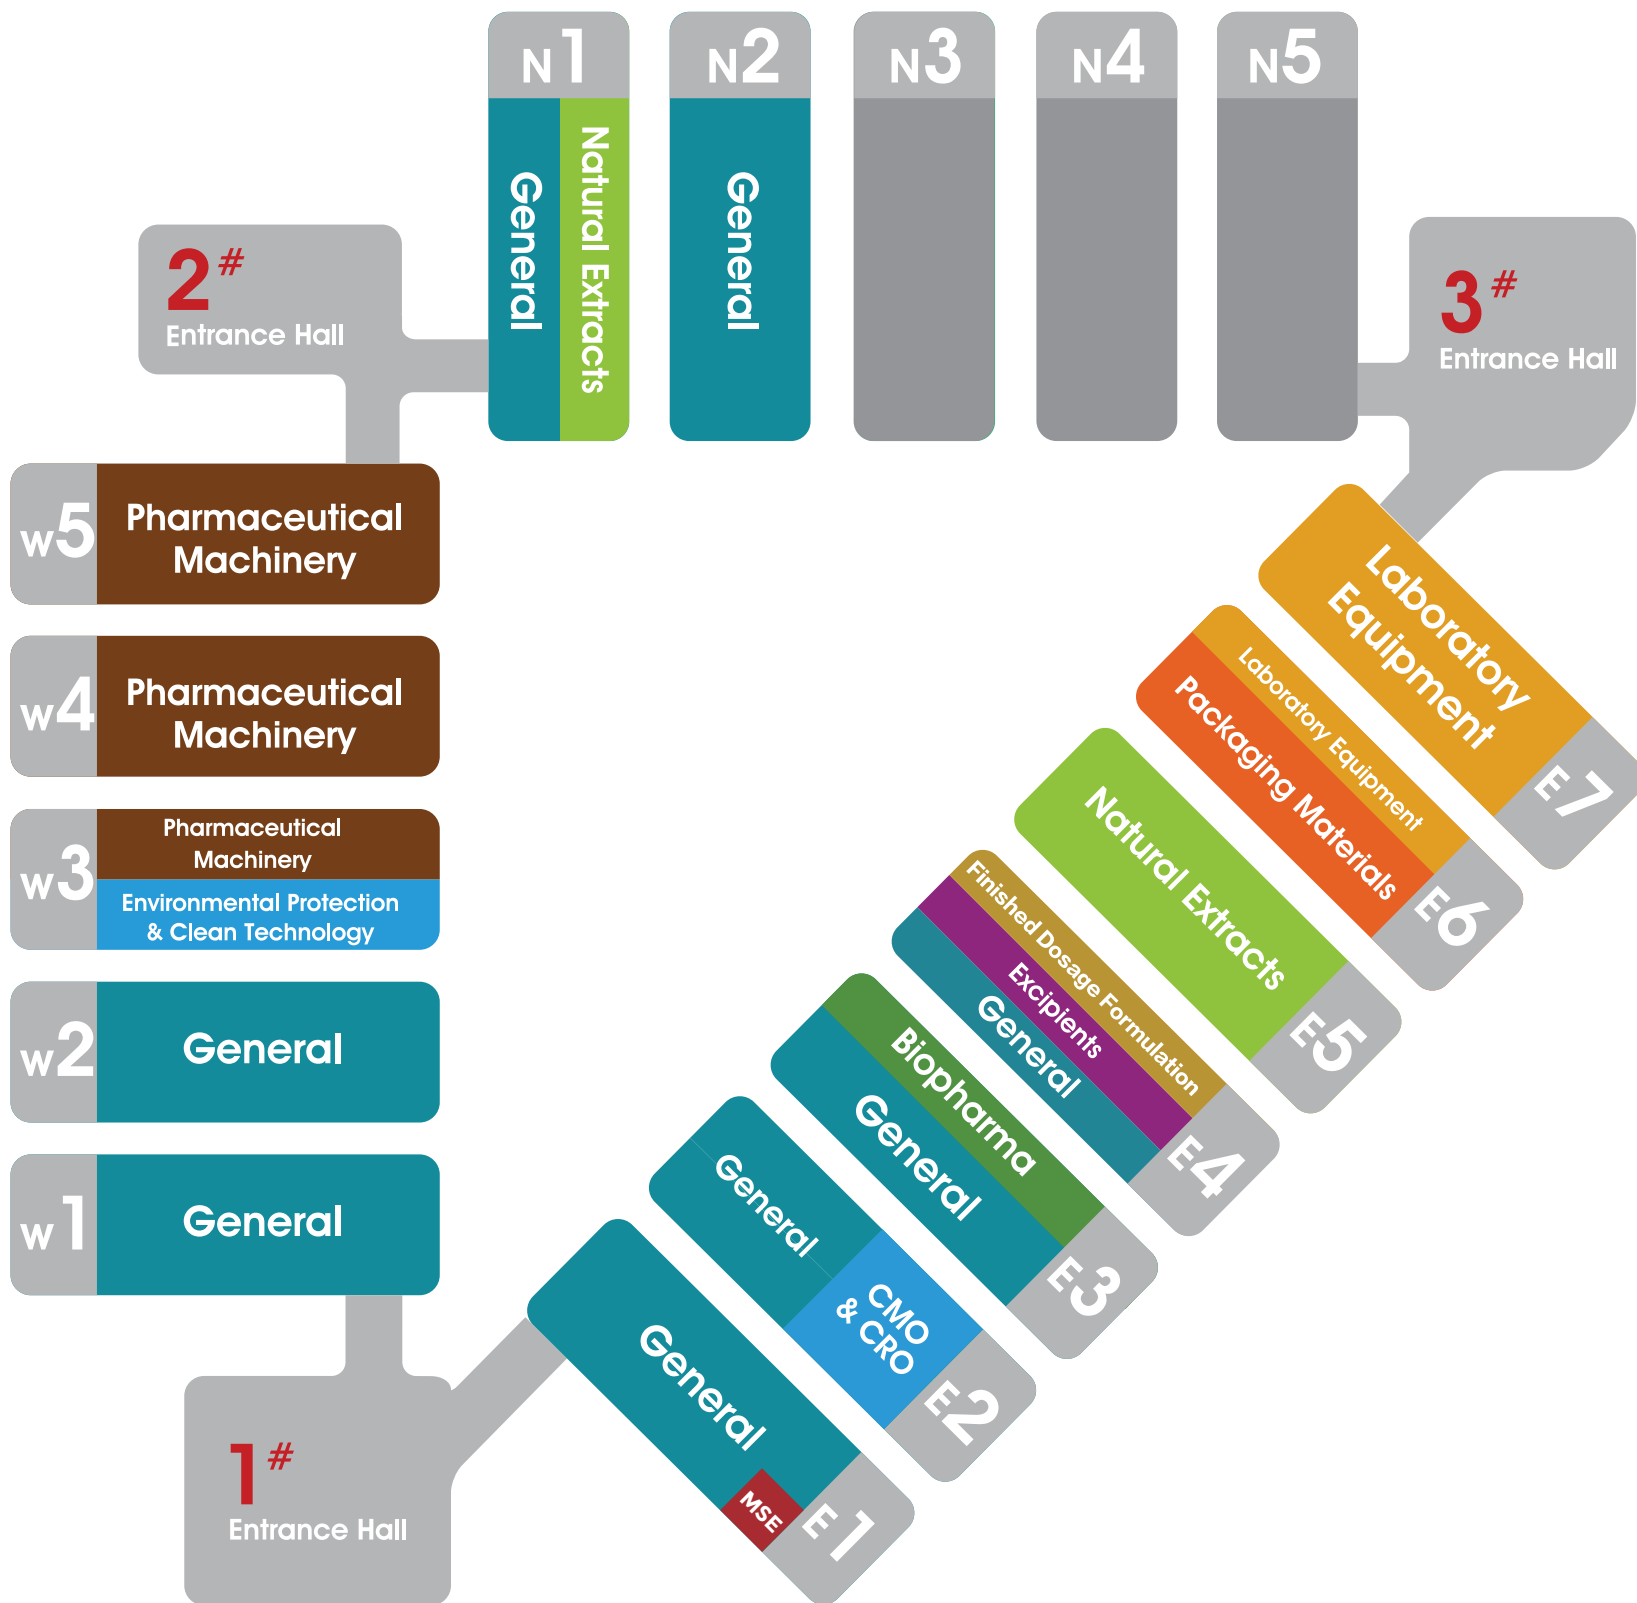 N1
General
Natural Extracts
N2
General
N3
N4
N5
2#
Entrance Hall
3#
Entrance Hall
W5
Pharmaceutical
Machinery
W4
Pharmaceutical
Machinery
W3
Pharmaceutical
Machinery
Environmental Protection
& Clean Technology
W2
General
W1
General
1#
Entrance Hall
Laboratory
Equipment
E7
Laboratory Equipment
Packaging Materials
E6
Natural Extracts
E5
Finished Dosage Formulation
Excipients
General
E4
Biopharma
General
E3
General
CMO
& CRO
E2
General
MSE
E1